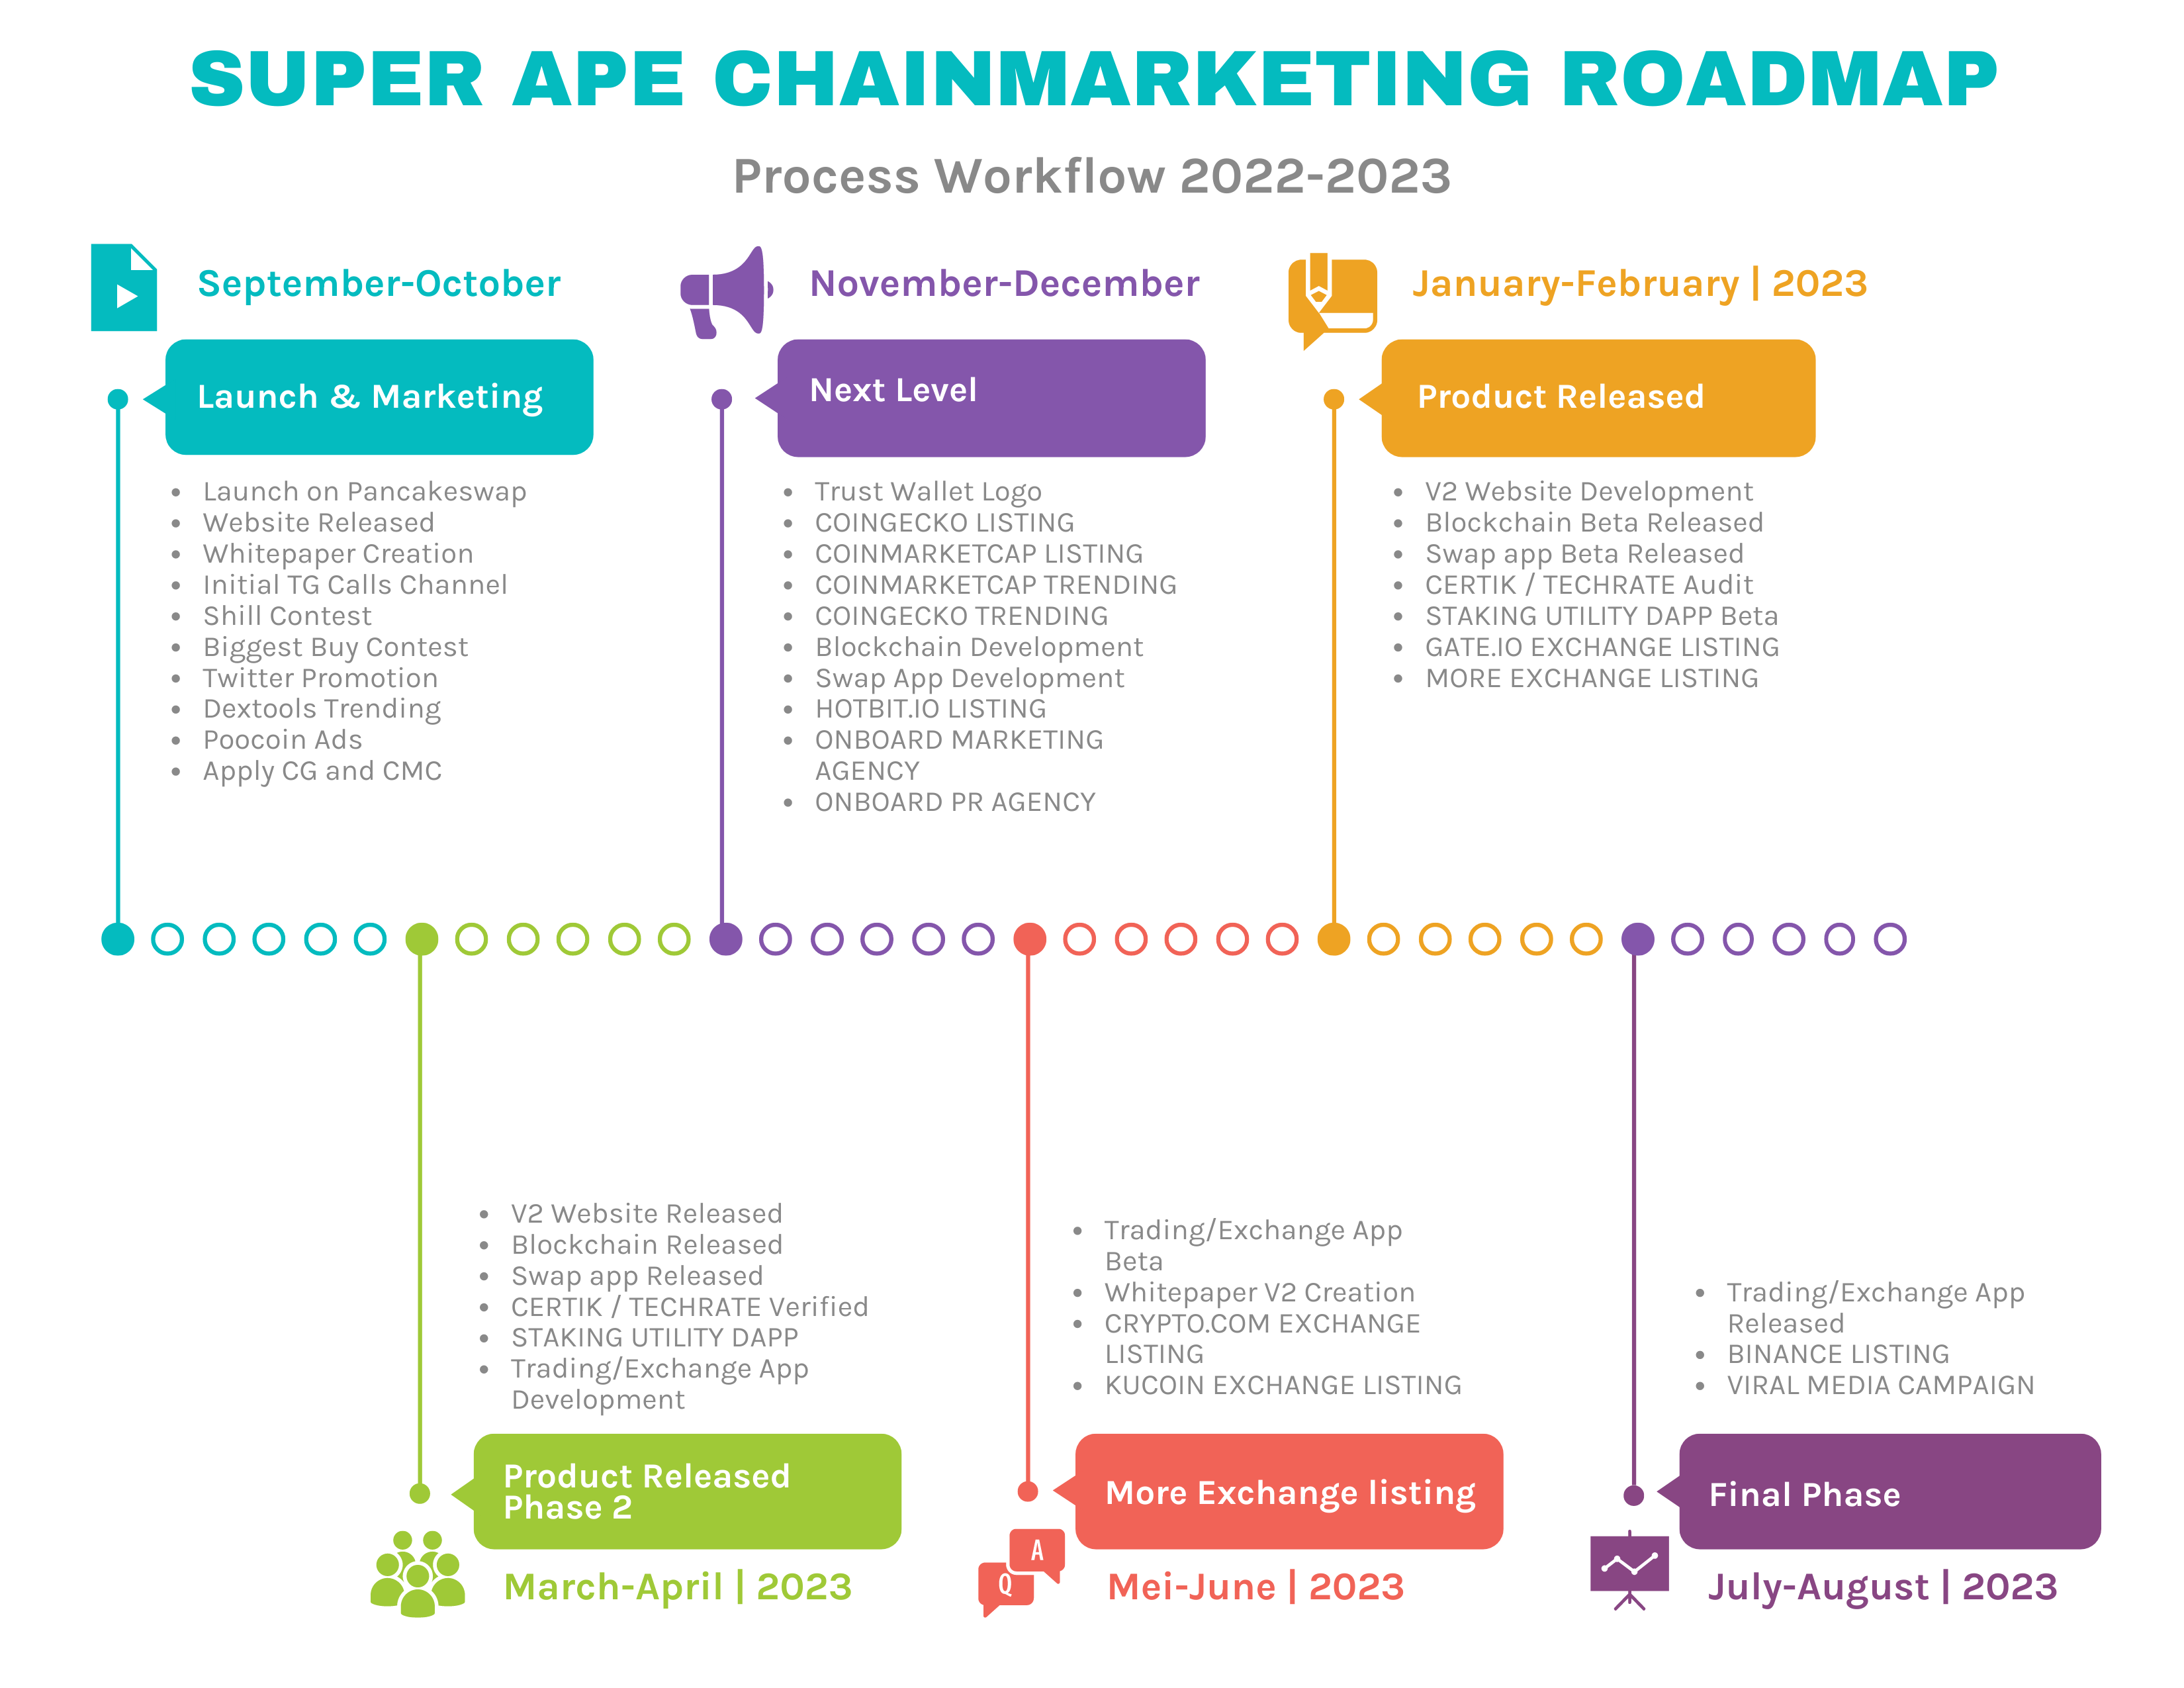 SUPER APE CHAINMARKETING ROADMAP
Process Workflow 2022-2023
September-October
Launch & Marketing
• Launch on Pancakeswap
• Website Released
• Whitepaper Creation
• Initial TG Calls Channel
• Shill Contest
• Biggest Buy Contest
• Twitter Promotion
• Dextools Trending
• Poocoin Ads
• Apply CG and CMC
November-December
Next Level
• Trust Wallet Logo
• COINGECKO LISTING
• COINMARKETCAP LISTING
• COINMARKETCAP TRENDING
• COINGECKO TRENDING
• Blockchain Development
• Swap App Development
• HOTBIT.IO LISTING
• ONBOARD MARKETING
AGENCY
• ONBOARD PR AGENCY
January-February | 2023
Product Released
• V2 Website Development
• Blockchain Beta Released
• Swap app Beta Released
• CERTIK / TECHRATE Audit
• STAKING UTILITY DAPP Beta
• GATE.IO EXCHANGE LISTING
• MORE EXCHANGE LISTING
• V2 Website Released
• Blockchain Released
• Swap app Released
• CERTIK / TECHRATE Verified
• STAKING UTILITY DAPP
• Trading/Exchange App
Development
Product Released
Phase 2
March-April | 2023
• Trading/Exchange App
Beta
• Whitepaper V2 Creation
• CRYPTO.COM EXCHANGE
LISTING
• KUCOIN EXCHANGE LISTING
More Exchange listing
A
Q
Mei-June | 2023
• Trading/Exchange App
Released
• BINANCE LISTING
• VIRAL MEDIA CAMPAIGN
Final Phase
July-August | 2023